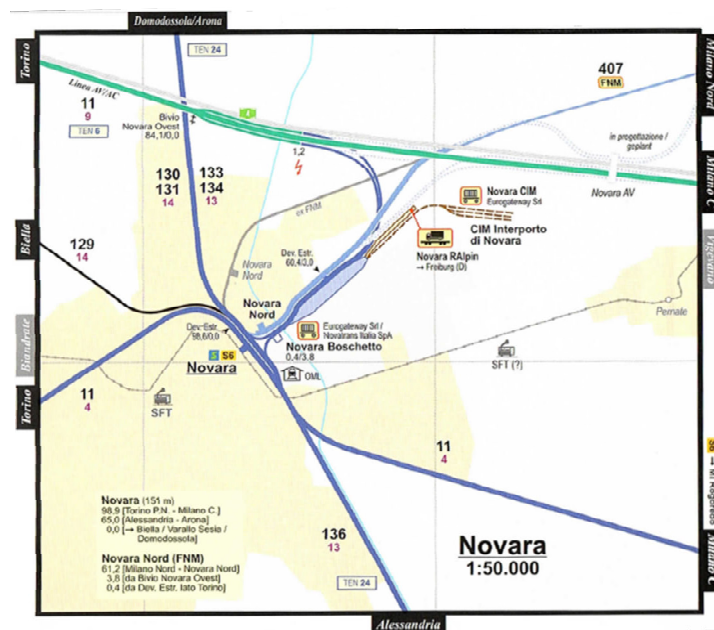 Domodossola/Arona
Torino
Milano Nord
Milano C.
Biella
Biandrate
Torino
Vigevano
Milano C.
Alessandria
TEN 24
407
FNM
Linea AV/AC
11
9
TEN 6
Bivio
Novara Ovest
84,1/0,0
4
1,2
in progettazione /
geplant
Novara AV
130
131
14
133
134
13
ex FNM
Novara CIM
Eurogateway Srl
CIM Interporto
di Novara
Novara RAlpin
→ Freiburg (D)
129
14
Novara
Nord
Dev. Estr.
60,4/3,0
Novara
Nord
Pernate
Dev. Estr.
98,6/0,0
Eurogateway Srl /
Novatrans Italia SpA
Novara Boschetto
0.4/3.8
S6
Novara
OML
SFT (?)
SFT
11
4
11
4
Novara (151 m)
98,9 [Torino P.N. - Milano C.]
65,0 [Alessandria - Arona]
0,0 [→ Biella / Varallo Sesia /
Domodossola]
Novara Nord (FNM)
61,2 [Milano Nord - Novara Nord]
3,8 [da Bivio Novara Ovest]
0,4 [da Dev. Estr. lato Torino]
136
13
TEN 24
Novara
1:50.000